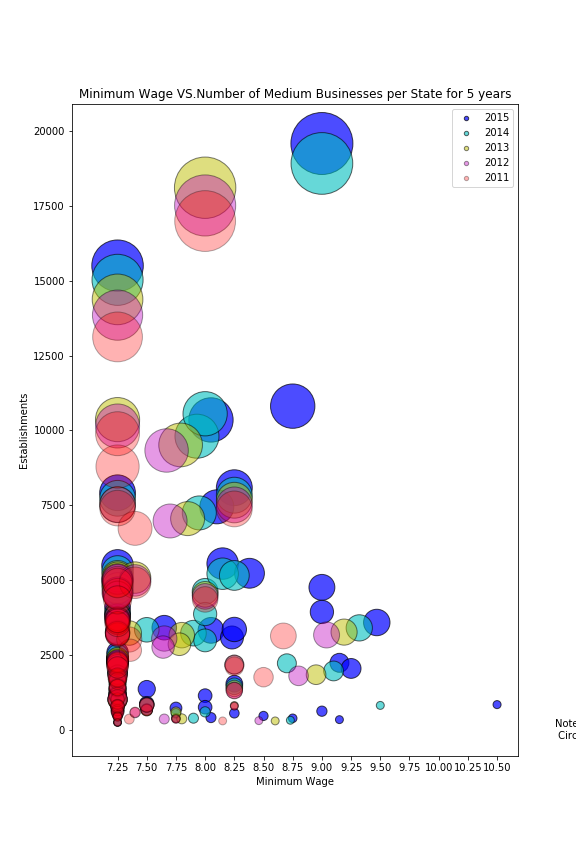 Minimum Wage VS.Number of Medium Businesses per State for 5 years
2015
2014
2013
2012
2011
20000
17500
15000
12500
10000
7500
5000
2500
0
Establishments
7.25 7.50 7.75 8.00 8.25 8.50 8.75 9.00 9.25 9.50 9.75 10.00 10.25 10.50
Minimum Wage
Note
Circ